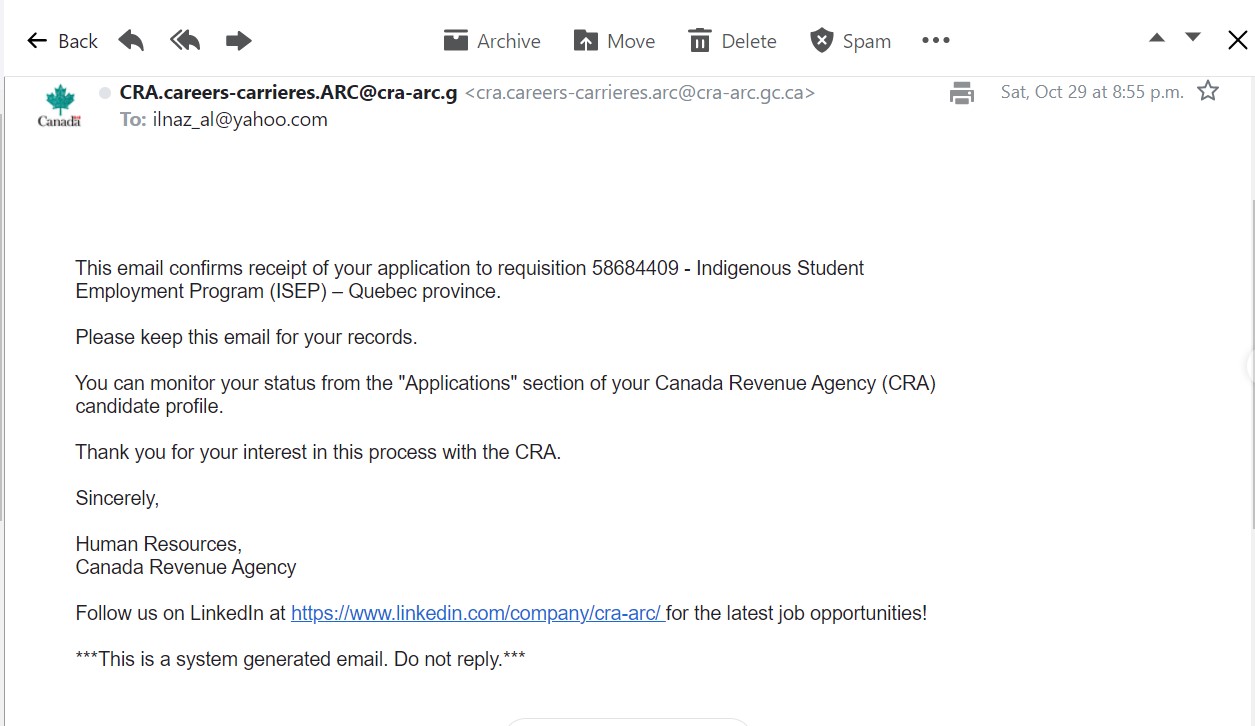 Back
Archive
Move
Delete
Spam
Canada
CRA.careers-carrieres.ARC@cra-arc.g <cra.careers-carrieres.arc@cra-arc.gc.ca>
Sat, Oct 29 at 8:55 p.m.
To: ilnaz_al@yahoo.com
This email confirms receipt of your application to requisition 58684409 - Indigenous Student
Employment Program (ISEP) – Quebec province.
Please keep this email for your records.
You can monitor your status from the "Applications" section of your Canada Revenue Agency (CRA)
candidate profile.
Thank you for your interest in this process with the CRA.
Sincerely,
Human Resources,
Canada Revenue Agency
Follow us on LinkedIn at https://www.linkedin.com/company/cra-arc/ for the latest job opportunities!
***This is a system generated email. Do not reply.***